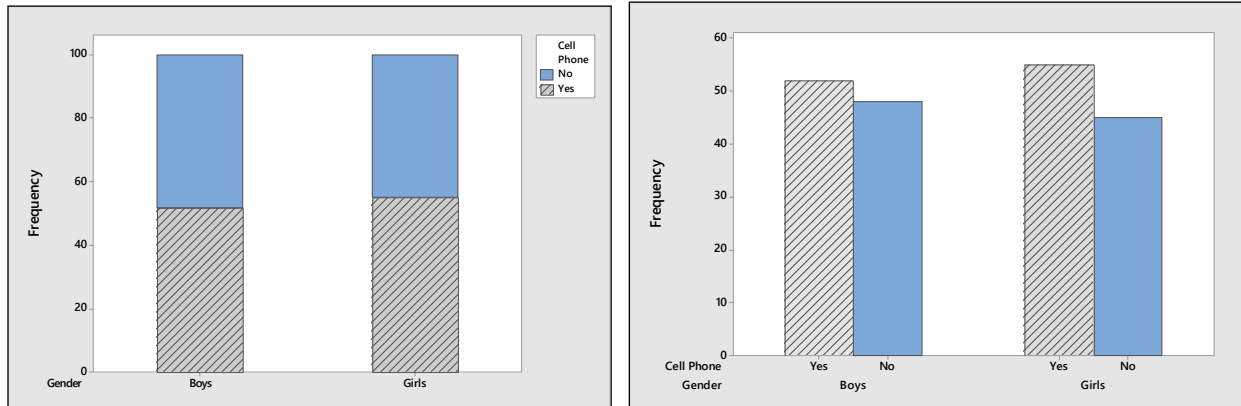 Frequency
100
80
60
40
20
0
Gender Boys Girls
Cell
Phone
No
Yes
Frequency
60
50
40
30
20
10
0
Cell Phone Yes No Yes No
Gender Boys Girls